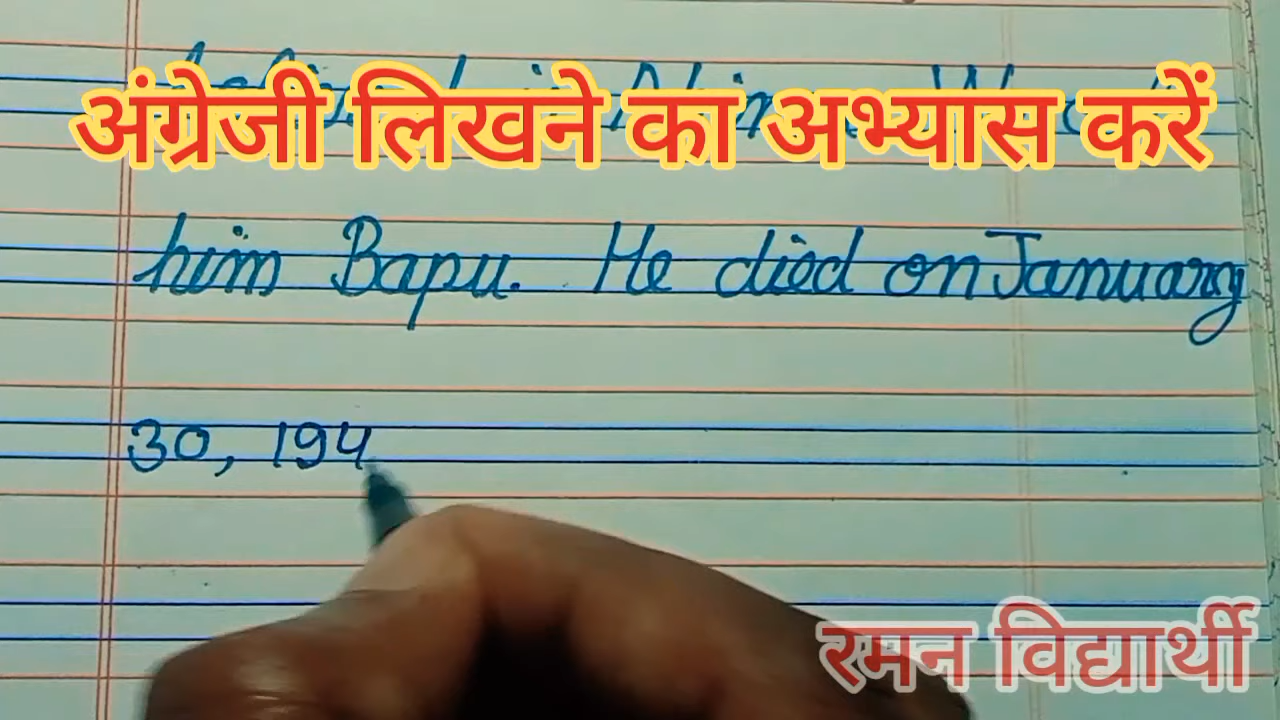 अंग्रेजी लिखने का अभ्यास करें
him Bapu. He died on January
30, 194
रमन विद्यार्थी